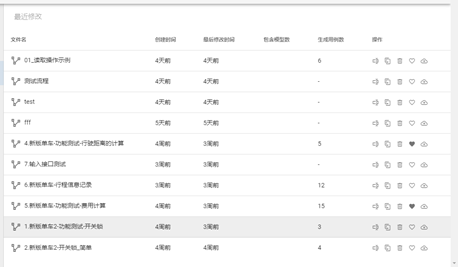 最近修改
文件名 创建时间 最后修改时间 包含模型数 生成用例数 操作
01_读取操作示例 4天前 4天前 6
测试流程 4天前 4天前 -
test 4天前 4天前 -
fff 5天前 5天前 -
4.新版单车-功能测试-行驶距离的计算 4周前 3周前 5
7.输入接口测试 3周前 3周前 -
6.新版单车-行程信息记录 3周前 3周前 12
5.新版单车-功能测试-费用计算 4周前 3周前 15
1.新版单车2-功能测试-开关锁 4周前 3周前 3
2.新版单车2-开关锁_简单 4周前 4周前 4